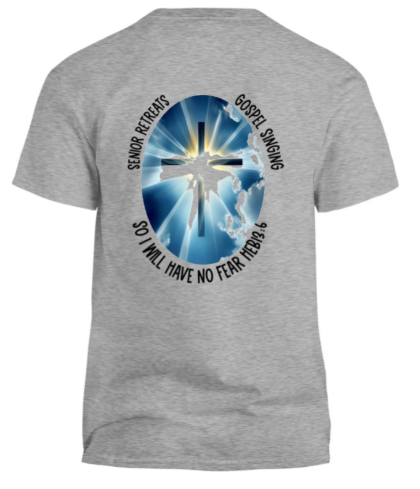 SENIOR RETREATS
GOSPEL SINGING
SO I WILL HAVE NO FEAR HEB13:6